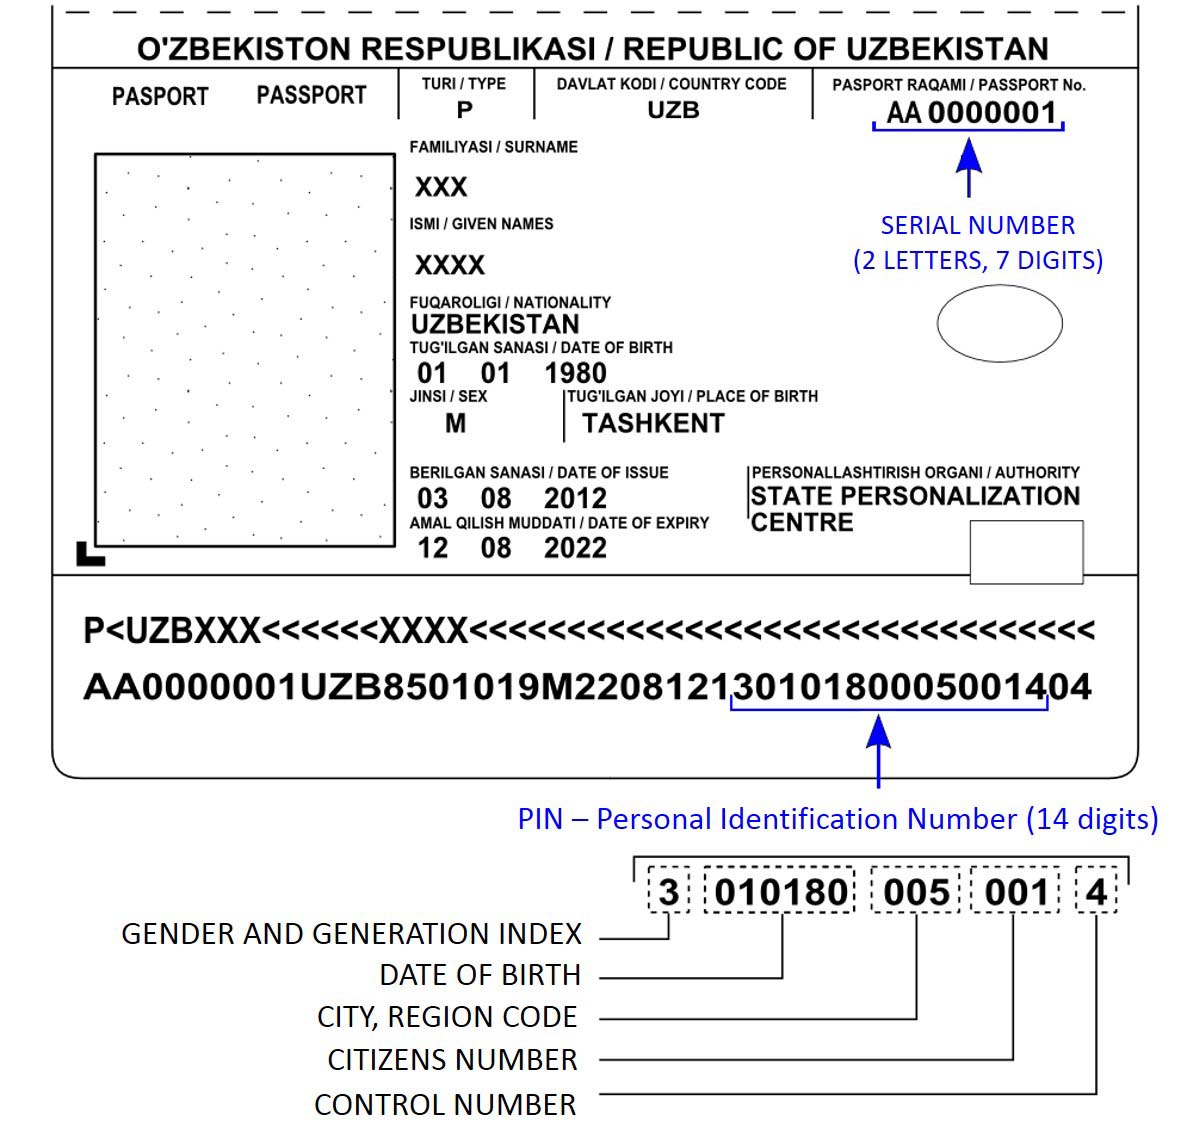 O'ZBEKISTON RESPUBLIKASI / REPUBLIC OF UZBEKISTAN
PASPORT PASSPORT
TURI / TYPE
P
DAVLAT KODI / COUNTRY CODE
UZB
PASPORT RAQAMI / PASSPORT No.
AA 0000001
SERIAL NUMBER
(2 LETTERS, 7 DIGITS)
FAMILIYASI / SURNAME
XXX
ISMI / GIVEN NAMES
XXXX
FUQAROLIGI / NATIONALITY
UZBEKISTAN
TUG'ILGAN SANASI / DATE OF BIRTH
01 01 1980
JINSI / SEX
M
TUG'ILGAN JOYI / PLACE OF BIRTH
TASHKENT
BERILGAN SANASI / DATE OF ISSUE
03 08 2012
AMAL QILISH MUDDATI / DATE OF EXPIRY
12 08 2022
PERSONALLASHTIRISH ORGANI / AUTHORITY
STATE PERSONALIZATION
CENTRE
P<UZBXXX<<<<<<XXXX<<<<<<<<<<<<<<<<<<<<<<<<<<<<<<<<
AA0000001UZB8501019M22081213010180005001404
PIN – Personal Identification Number (14 digits)
3 010180 005 001 4
GENDER AND GENERATION INDEX
DATE OF BIRTH
CITY, REGION CODE
CITIZENS NUMBER
CONTROL NUMBER